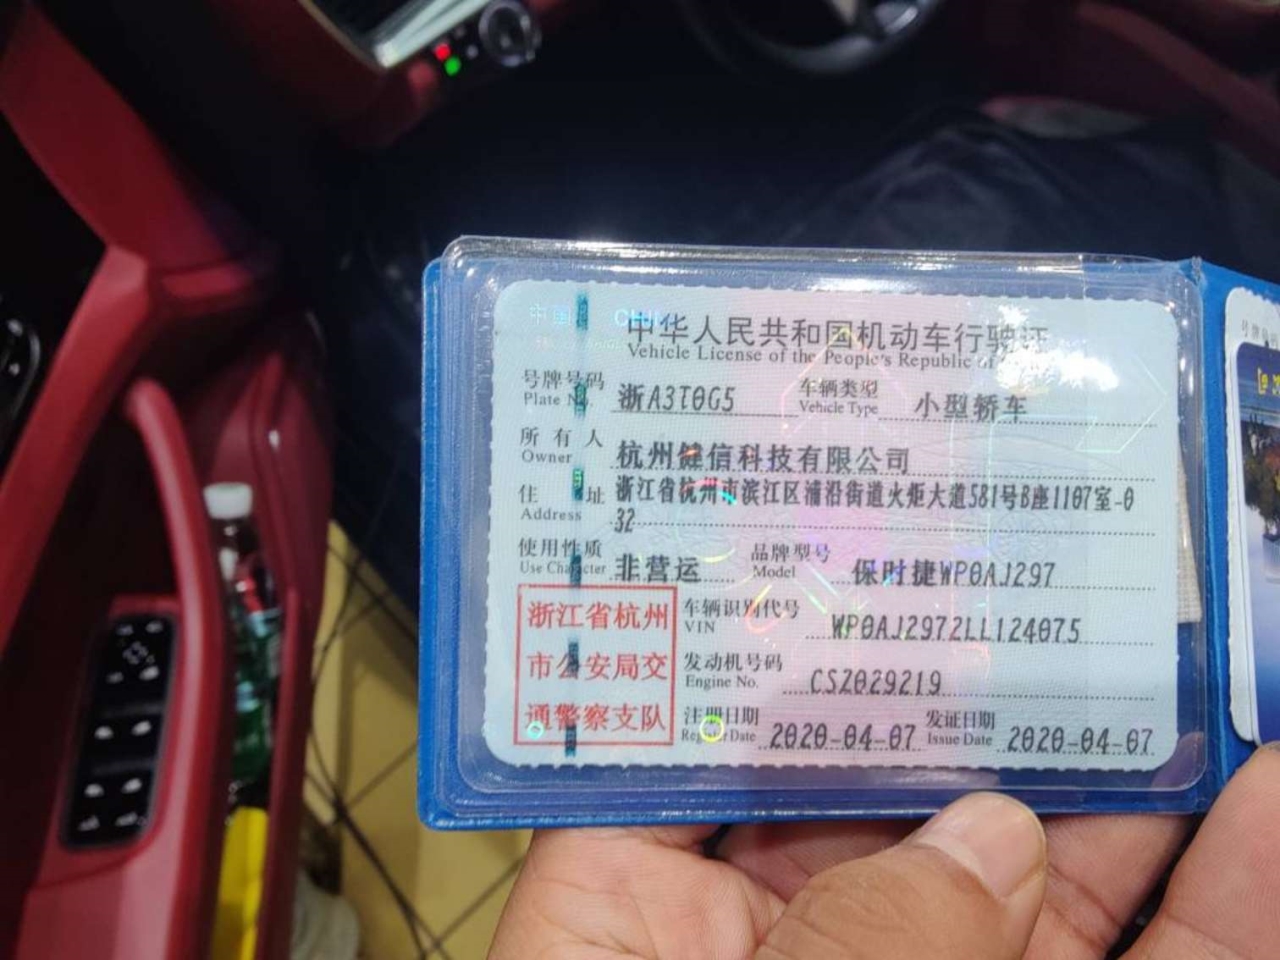 中国 CHINA
中华人民共和国机动车行驶证
Vehicle License of the People's Republic of
号牌号码 浙A3T0G5 车辆类型 小型轿车
Plate No. Vehicle Type
所有人 杭州健信科技有限公司
Owner
住址 浙江省杭州市滨江区浦沿街道火炬大道581号B座1107室-0
Address 32
使用性质 非营运 品牌型号 保时捷WP0AJ297
Use Character Model
浙江省杭州
市公安局交
通警察支队
车辆识别代号 WP0AJ2972LL124075
VIN
发动机号码 CSZ029219
Engine No.
注册日期 2020-04-07 发证日期 2020-04-07
Register Date Issue Date